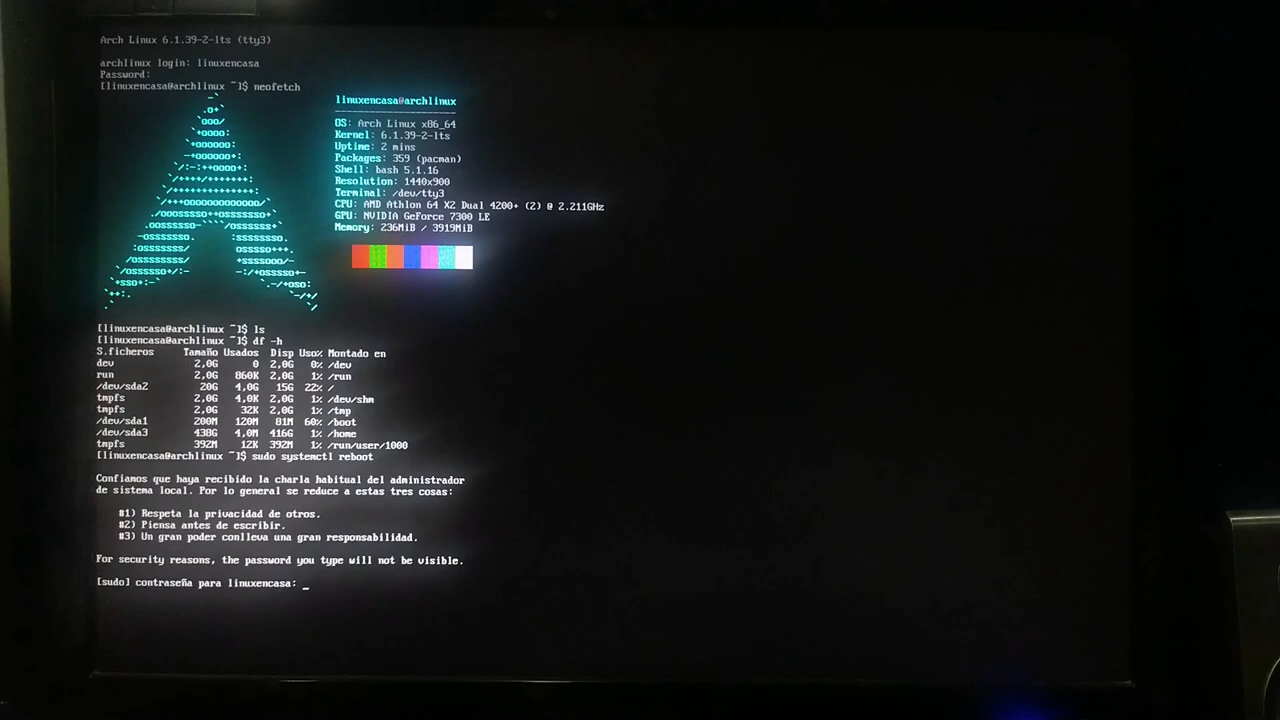 Arch Linux 6.1.39-2-lts (tty3)
archlinux login: linuxencasa
Password:
[linuxencasa@archlinux ~]$ neofetch
linuxencasa@archlinux
OS: Arch Linux x86_64
Kernel: 6.1.39-2-lts
Uptime: 2 mins
Packages: 359 (pacman)
Shell: bash 5.1.16
Resolution: 1440x900
Terminal: /dev/tty3
CPU: AMD Athlon 64 X2 Dual 4200+ (2) @ 2.211GHz
GPU: NVIDIA GeForce 7300 LE
Memory: 236MiB / 3919MiB
[linuxencasa@archlinux ~]$ ls
[linuxencasa@archlinux ~]$ df -h
S.ficheros Tamaño Usados Disp Uso% Montado en
dev 2,0G 0 2,0G 0% /dev
run 2,0G 860K 2,0G 1% /run
/dev/sda2 20G 4,0G 15G 22% /
tmpfs 2,0G 4,0K 2,0G 1% /dev/shm
tmpfs 2,0G 32K 2,0G 1% /tmp
/dev/sda1 200M 120M 81M 60% /boot
/dev/sda3 438G 4,0M 416G 1% /home
tmpfs 392M 12K 392M 1% /run/user/1000
[linuxencasa@archlinux ~]$ sudo systemctl reboot
Confiamos que haya recibido la charla habitual del administrador
de sistema local. Por lo general se reduce a estas tres cosas:
#1) Respeta la privacidad de otros.
#2) Piensa antes de escribir.
#3) Un gran poder conlleva una gran responsabilidad.
For security reasons, the password you type will not be visible.
[sudo] contraseña para linuxencasa: _